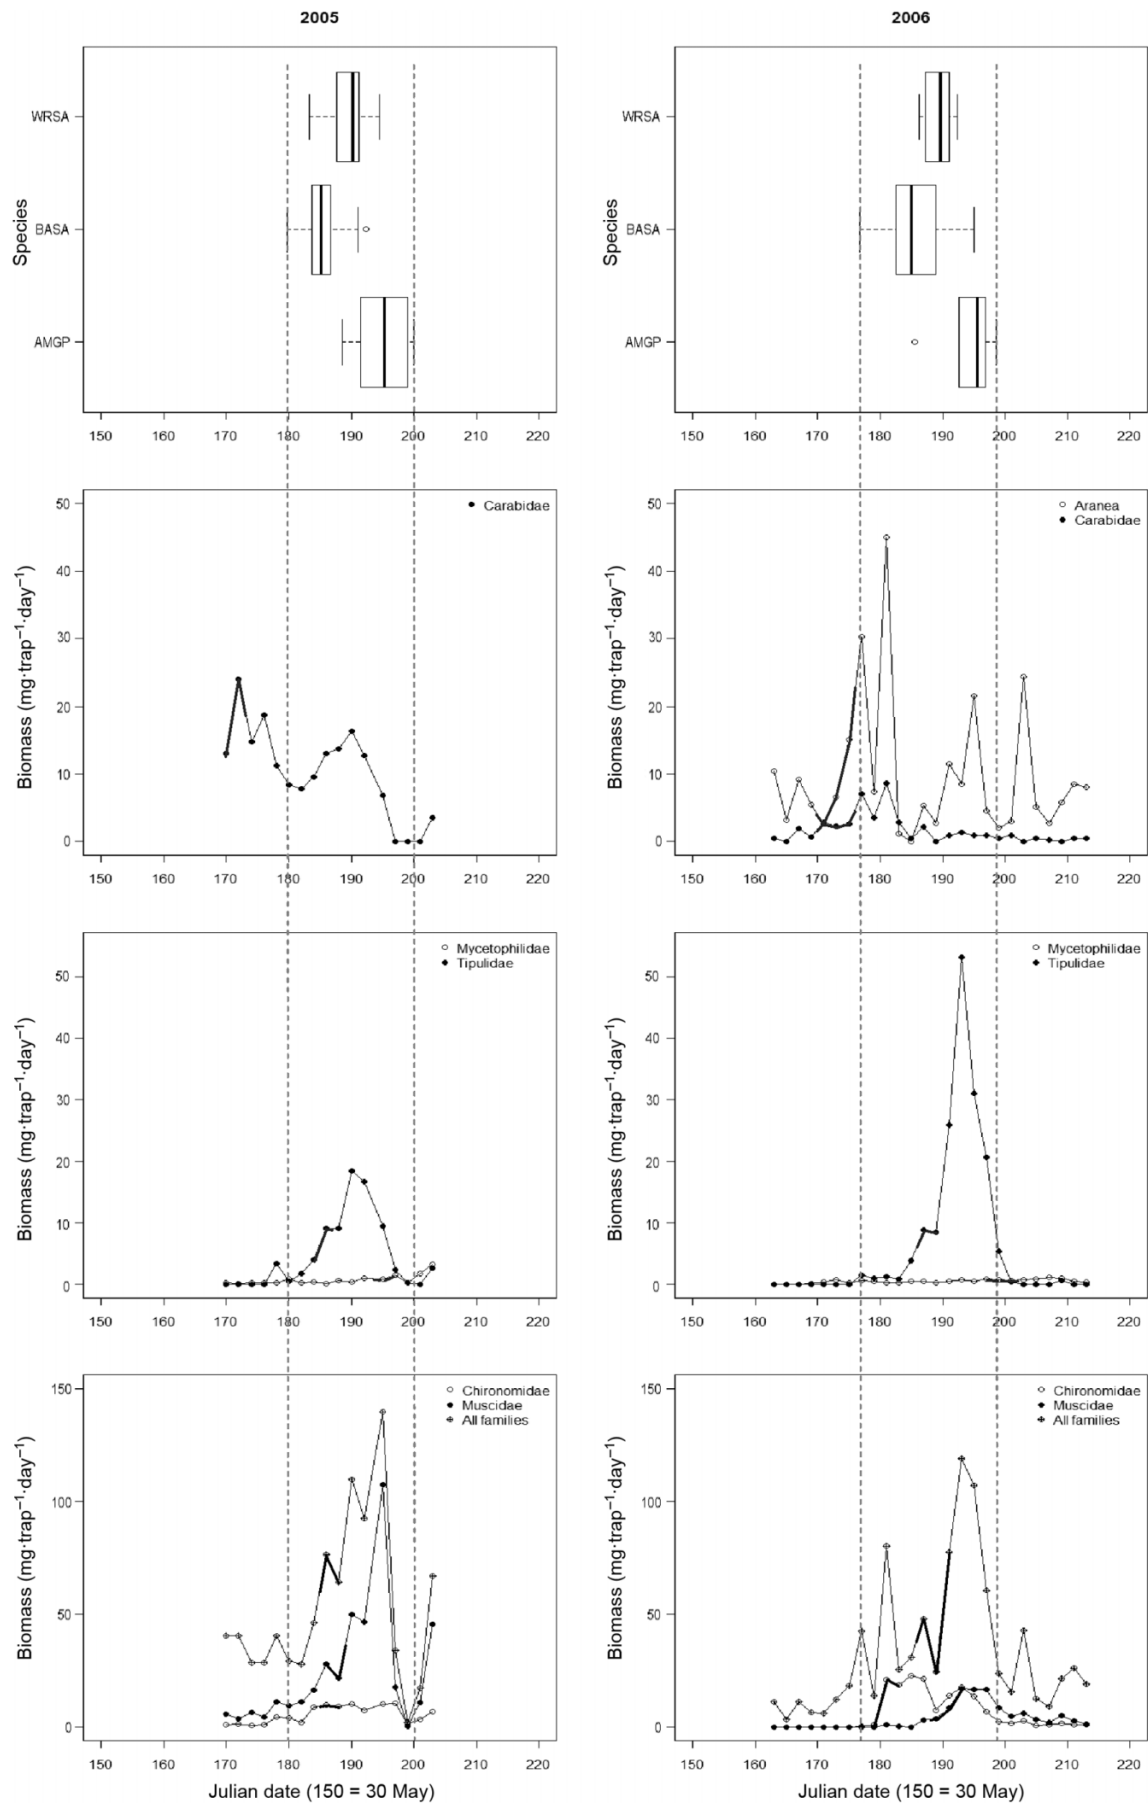 2005
2006
WRSA
BASA
AMGP
Species
150 160 170 180 190 200 210 220
WRSA
BASA
AMGP
Species
150 160 170 180 190 200 210 220
Carabidae
50
40
30
20
10
0
Biomass (mg·trap⁻¹·day⁻¹)
150 160 170 180 190 200 210 220
Aranea
Carabidae
50
40
30
20
10
0
Biomass (mg·trap⁻¹·day⁻¹)
150 160 170 180 190 200 210 220
Mycetophilidae
Tipulidae
50
40
30
20
10
0
Biomass (mg·trap⁻¹·day⁻¹)
150 160 170 180 190 200 210 220
Mycetophilidae
Tipulidae
50
40
30
20
10
0
Biomass (mg·trap⁻¹·day⁻¹)
150 160 170 180 190 200 210 220
Chironomidae
Muscidae
All families
150
100
50
0
Biomass (mg·trap⁻¹·day⁻¹)
150 160 170 180 190 200 210 220
Julian date (150 = 30 May)
Chironomidae
Muscidae
All families
150
100
50
0
Biomass (mg·trap⁻¹·day⁻¹)
150 160 170 180 190 200 210 220
Julian date (150 = 30 May)